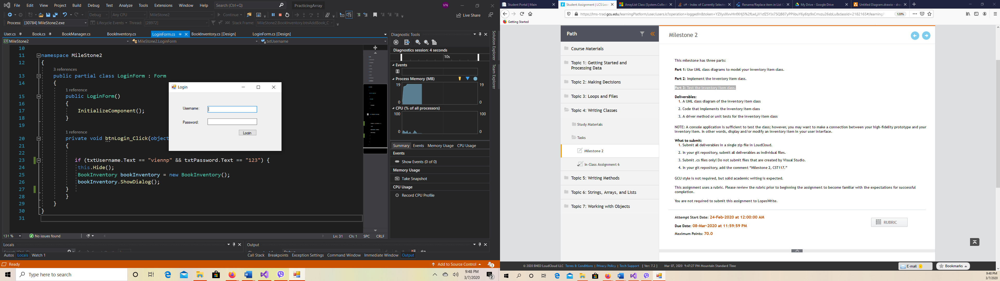 File Edit View Project Build Debug Test Analyze Tools Extensions Window Help Search (Ctrl+Q) PracticingArray VN
Debug Any CPU MileStone2 Continue Live Share
Process: [30784] MileStone2.exe Lifecycle Events Thread: [28972] Stack Frame: MileStone2.BookInventory.btnAddBook_C
User.cs Book.cs BookManager.cs BookInventory.cs LoginForm.cs BookInventory.cs [Design] LoginForm.cs [Design]
MileStone2 MileStone2.LoginForm txtUsername
10
11 namespace MileStone2
12 {
3 references
13 public partial class LoginForm : Form
14 {
1 reference
15 public LoginForm()
16 {
17 InitializeComponent();
18 }
19
1 reference
20 private void btnLogin_Click(object
21 {
22
23 if (txtUsername.Text == "viennp" && txtPassword.Text == "123") {
24 this.Hide();
25 BookInventory bookInventory = new BookInventory();
26 bookInventory.ShowDialog();
27 }
28 }
29 }
30 }
31
Login
Username:
Password:
Login
131 % No issues found Ln: 31 Ch: 1 SPC CRLF
Diagnostic Tools
Diagnostics session: 4 seconds
10s
Events
Process Memory (MB)
19 19
0 0
CPU (% of all processors)
100 100
0 0
Summary Events Memory Usage CPU Usage
Events
Show Events (0 of 0)
Memory Usage
Take Snapshot
CPU Usage
Record CPU Profile
Solution Explorer
Team Explorer
Locals
Autos Locals Watch 1
Output
Call Stack Breakpoints Exception Settings Command Window Immediate Window Output
Ready Add to Source Control 3
Type here to search
9:48 PM
3/7/2020
2
Student Portal | Main Student Assignment | LCS Lear ArrayList Class (System.Collect c# - Index of Currently Selecte Rename/Replace item in List C My Drive - Google Drive Untitled Diagram.drawio - dra
120%
Getting Started
Path
Course Materials
Topic 1: Getting Started and
Processing Data
Topic 2: Making Decisions
Topic 3: Loops and Files
Topic 4: Writing Classes
Study Materials
Tasks
Milestone 2
In-Class Assignment 6
Topic 5: Writing Methods
Topic 6: Strings, Arrays, and Lists
Topic 7: Working with Objects
Milestone 2
This milestone has three parts:
Part 1: Use UML class diagrams to model your inventory item class.
Part 2: Implement the inventory item class.
Part 3: Test the inventory item class.
Deliverables:
1. A UML class diagram of the inventory item class
2. Code that implements the inventory item class
3. A driver method or unit tests for the inventory item class
NOTE: A console application is sufficient to test the class; however, you may want to make a connection between your high-fidelity prototype and your
inventory item. In other words, display and/or modify an inventory item in your user interface.
What to submit:
1. Submit all deliverables in a single zip file in LoudCloud.
2. In your git repository, submit all deliverables as individual files.
3. Submit .cs files only! Do not submit files that are created by Visual Studio.
4. In your git repository, add the comment “Milestone 2, CST117.”
GCU style is not required, but solid academic writing is expected.
This assignment uses a rubric. Please review the rubric prior to beginning the assignment to become familiar with the expectations for successful
completion.
You are not required to submit this assignment to LopesWrite.
Attempt Start Date: 24-Feb-2020 at 12:00:00 AM
Due Date: 08-Mar-2020 at 11:59:59 PM
Maximum Points: 70.0
RUBRIC
© 2020 BNED LoudCloud LLC Terms & Conditions | Privacy Policy | Tech Support [ Ver: 7.2 ] Mar 07, 2020 9:47:27 PM Mountain Standard Time
E-mail Bookmarks
9:48 PM
3/7/2020